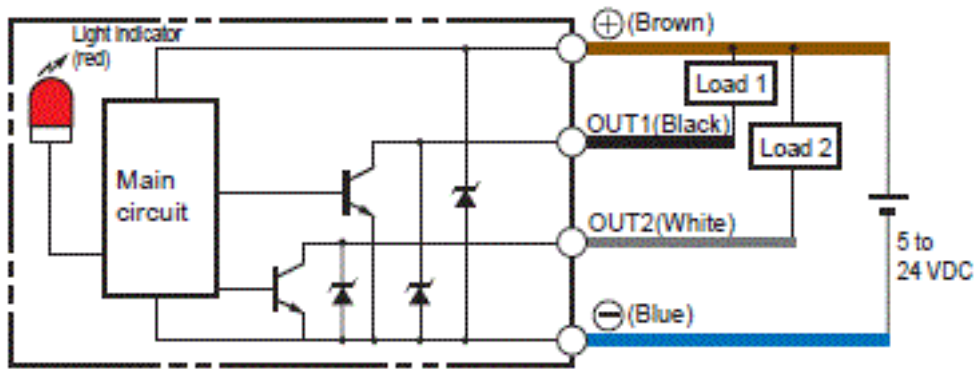 Light Indicator
(red)
Main
circuit
⊕(Brown)
Load 1
OUT1(Black)
Load 2
OUT2(White)
5 to
24 VDC
⊖(Blue)